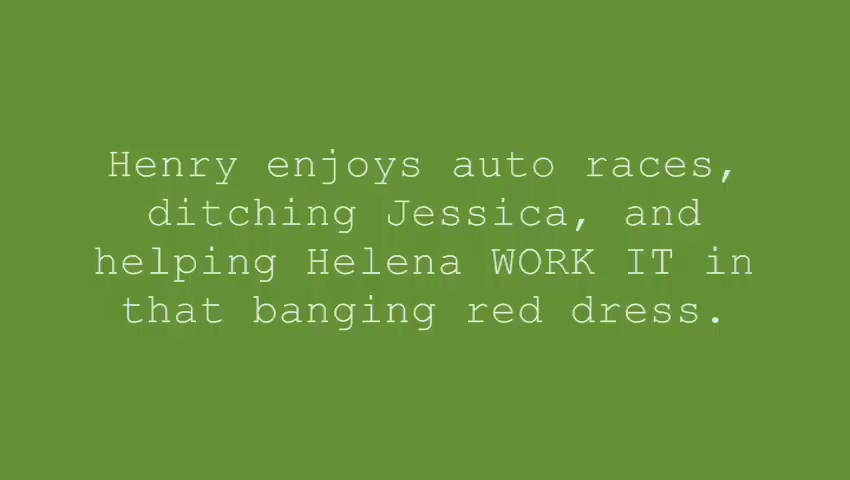 Henry enjoys auto races,
ditching Jessica, and
helping Helena WORK IT in
that banging red dress.